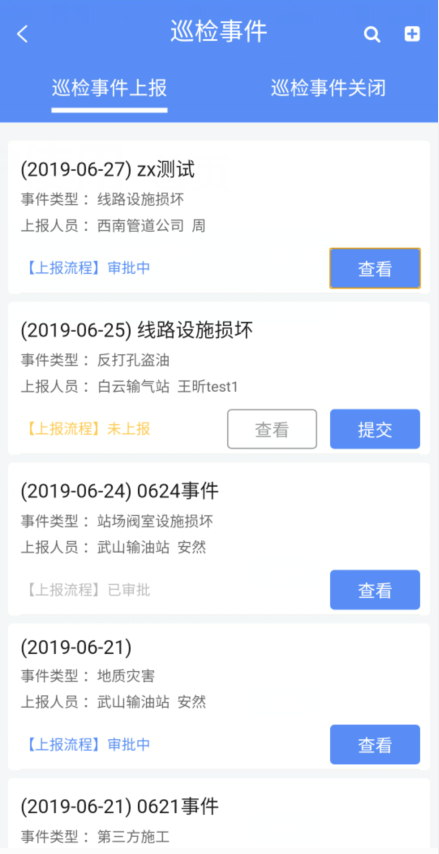 巡检事件
巡检事件上报
巡检事件关闭
(2019-06-27) zx测试
事件类型： 线路设施损坏
上报人员： 西南管道公司 周
【上报流程】审批中
查看
(2019-06-25) 线路设施损坏
事件类型： 反打孔盗油
上报人员： 白云输气站 王昕test1
【上报流程】未上报
查看
提交
(2019-06-24) 0624事件
事件类型： 站场阀室设施损坏
上报人员： 武山输油站 安然
【上报流程】已审批
查看
(2019-06-21)
事件类型： 地质灾害
上报人员： 武山输油站 安然
【上报流程】审批中
查看
(2019-06-21) 0621事件
事件类型： 第三方施工